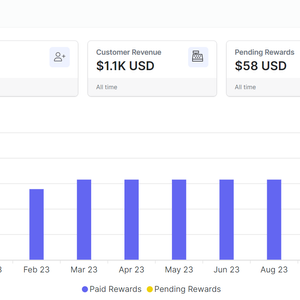 Customer Revenue
$1.1K USD
All time
Pending Rewards
$58 USD
All time
3 Feb 23 Mar 23 Apr 23 May 23 Jun 23 Aug 23
Paid Rewards Pending Rewards